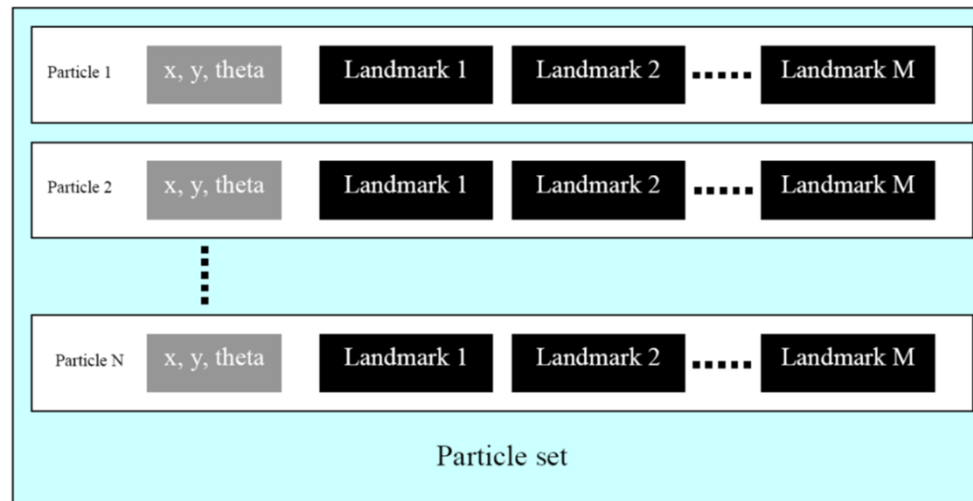 Particle 1 x, y, theta Landmark 1 Landmark 2 Landmark M
Particle 2 x, y, theta Landmark 1 Landmark 2 Landmark M
Particle N x, y, theta Landmark 1 Landmark 2 Landmark M
Particle set